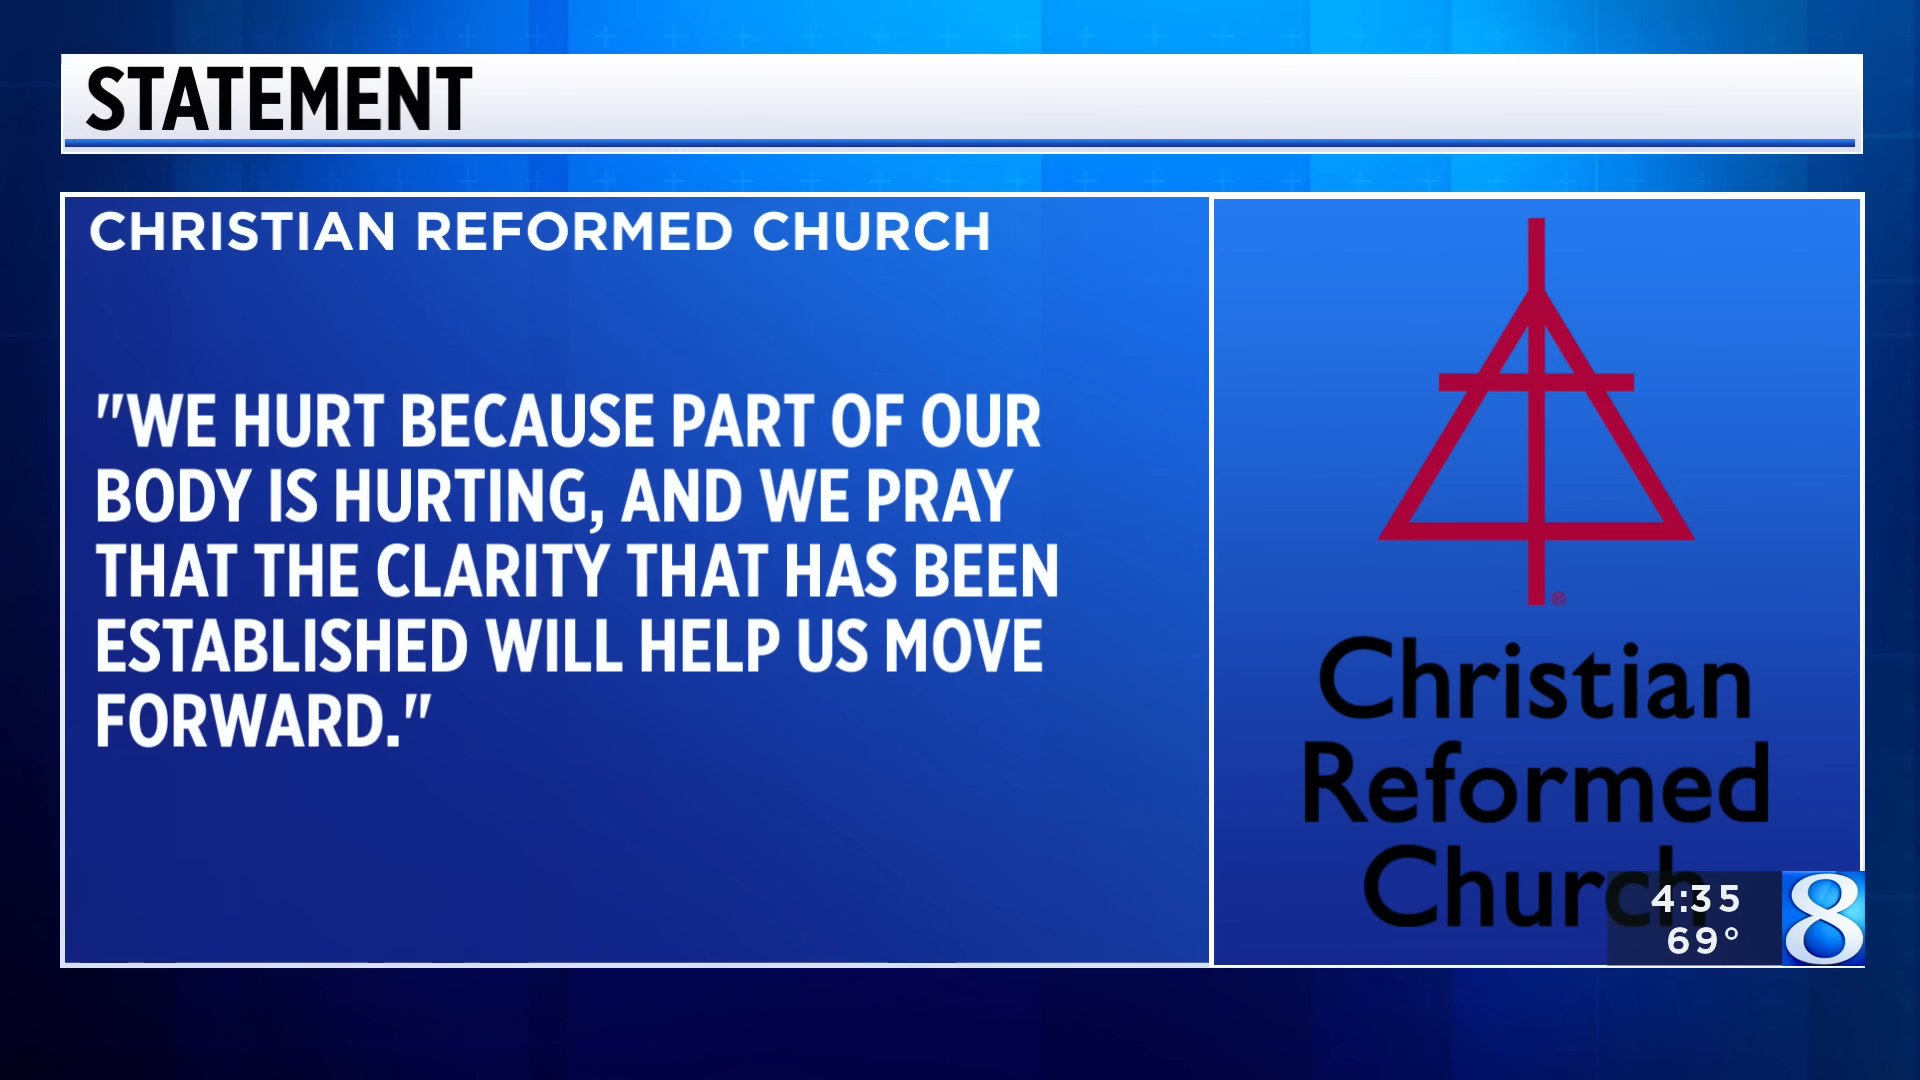 STATEMENT
CHRISTIAN REFORMED CHURCH
"WE HURT BECAUSE PART OF OUR
BODY IS HURTING, AND WE PRAY
THAT THE CLARITY THAT HAS BEEN
ESTABLISHED WILL HELP US MOVE
FORWARD."
®
Christian
Reformed
Church
4:35
69°
8